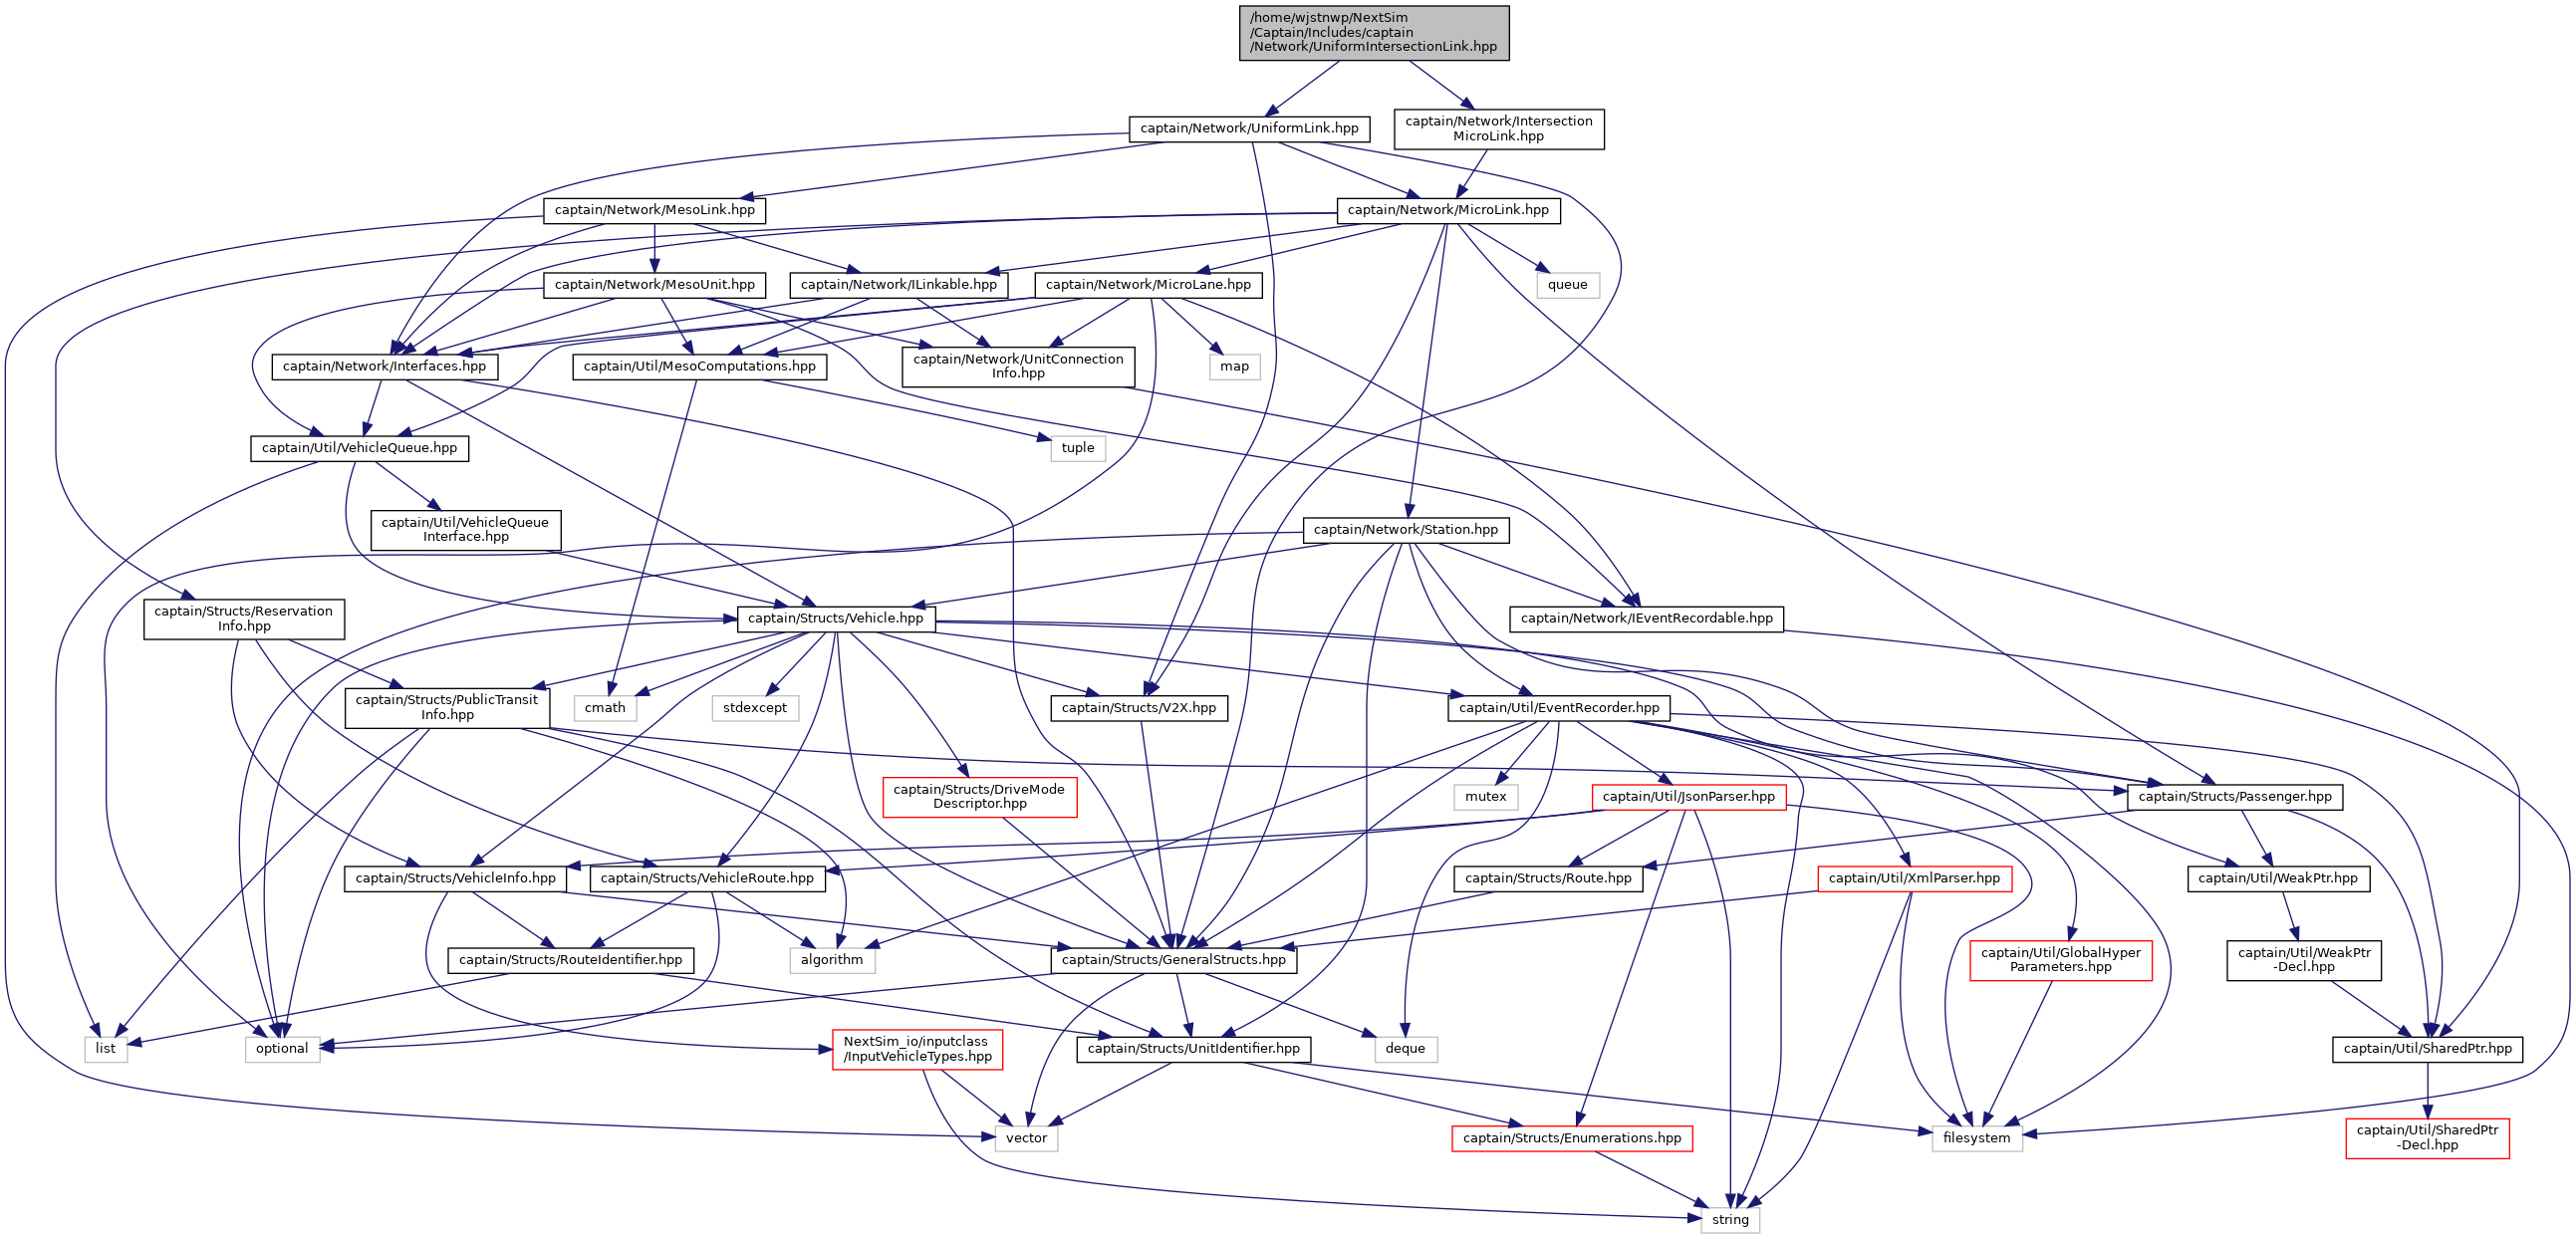 /home/wjstnwp/NextSim
/Captain/Includes/captain
/Network/UniformIntersectionLink.hpp
captain/Network/UniformLink.hpp
captain/Network/Intersection
MicroLink.hpp
captain/Network/MesoLink.hpp
captain/Network/MicroLink.hpp
captain/Network/MesoUnit.hpp
captain/Network/ILinkable.hpp
captain/Network/MicroLane.hpp
queue
captain/Network/Interfaces.hpp
captain/Util/MesoComputations.hpp
captain/Network/UnitConnection
Info.hpp
map
captain/Util/VehicleQueue.hpp
tuple
captain/Util/VehicleQueue
Interface.hpp
captain/Network/Station.hpp
captain/Structs/Reservation
Info.hpp
captain/Structs/Vehicle.hpp
captain/Network/IEventRecordable.hpp
captain/Structs/PublicTransit
Info.hpp
cmath
stdexcept
captain/Structs/V2X.hpp
captain/Util/EventRecorder.hpp
captain/Structs/DriveMode
Descriptor.hpp
mutex
captain/Util/JsonParser.hpp
captain/Structs/Passenger.hpp
captain/Structs/VehicleInfo.hpp
captain/Structs/VehicleRoute.hpp
captain/Structs/Route.hpp
captain/Util/XmlParser.hpp
captain/Util/WeakPtr.hpp
captain/Structs/RouteIdentifier.hpp
algorithm
captain/Structs/GeneralStructs.hpp
captain/Util/GlobalHyper
Parameters.hpp
captain/Util/WeakPtr
-Decl.hpp
list
optional
NextSim_io/inputclass
/InputVehicleTypes.hpp
captain/Structs/UnitIdentifier.hpp
deque
captain/Util/SharedPtr.hpp
vector
captain/Structs/Enumerations.hpp
filesystem
captain/Util/SharedPtr
-Decl.hpp
string